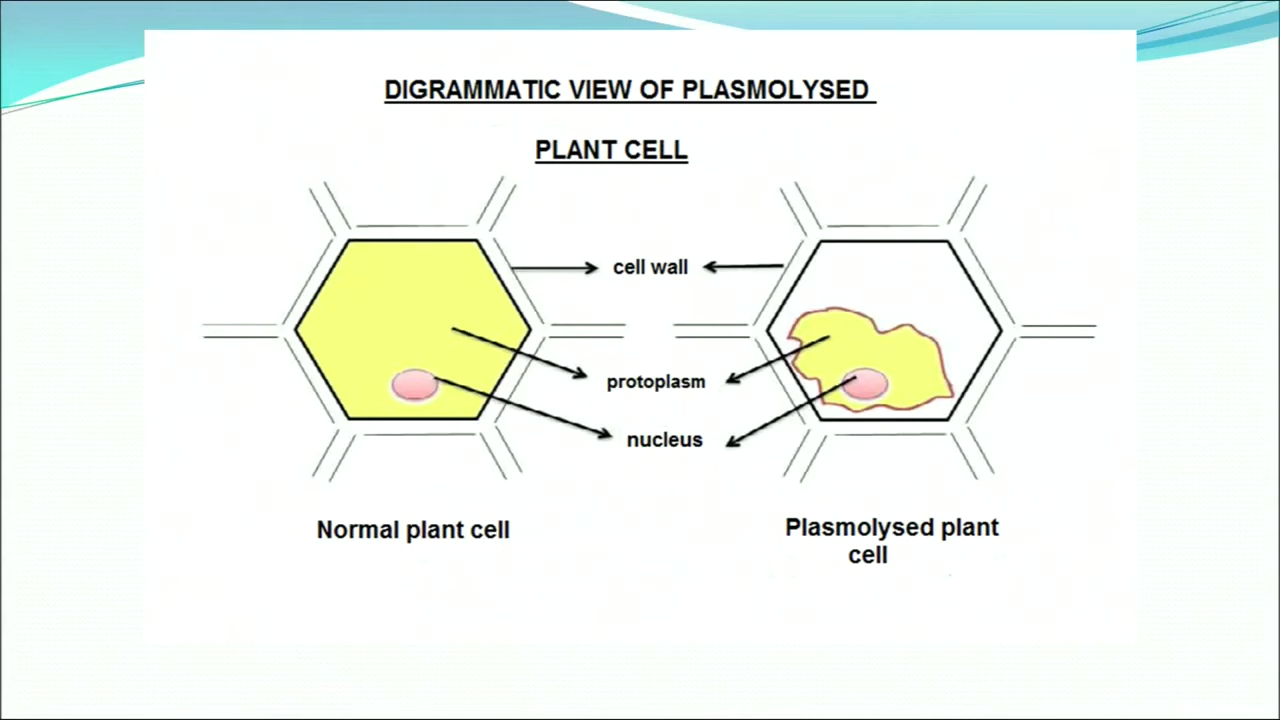 DIGRAMMATIC VIEW OF PLASMOLYSED
PLANT CELL
cell wall
protoplasm
nucleus
Normal plant cell
Plasmolysed plant
cell